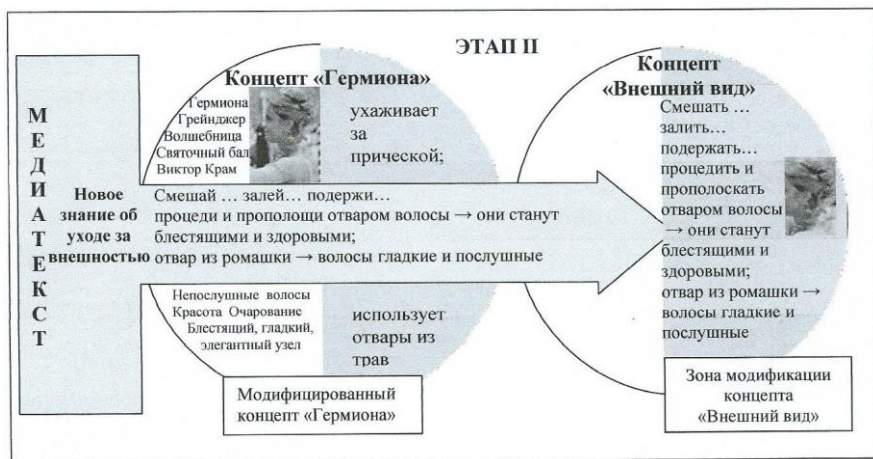 ЭТАП II
МЕДИАТЕКСТ
Новое
знание об
уходе за
внешностью
Концепт «Гермиона»
Гермиона
Грейнджер
Волшебница
Святочный бал
Виктор Крам
ухаживает
за
прической;
Смешай … залей… подержи…
процеди и прополощи отваром волосы → они станут
блестящими и здоровыми;
отвар из ромашки → волосы гладкие и послушные
Непослушные волосы
Красота Очарование
Блестящий, гладкий,
элегантный узел
использует
отвары из
трав
Модифицированный
концепт «Гермиона»
Концепт
«Внешний вид»
Смешать …
залить…
подержать…
процедить и
прополоскать
отваром волосы
→ они станут
блестящими и
здоровыми;
отвар из ромашки →
волосы гладкие и
послушные
Зона модификации
концепта
«Внешний вид»